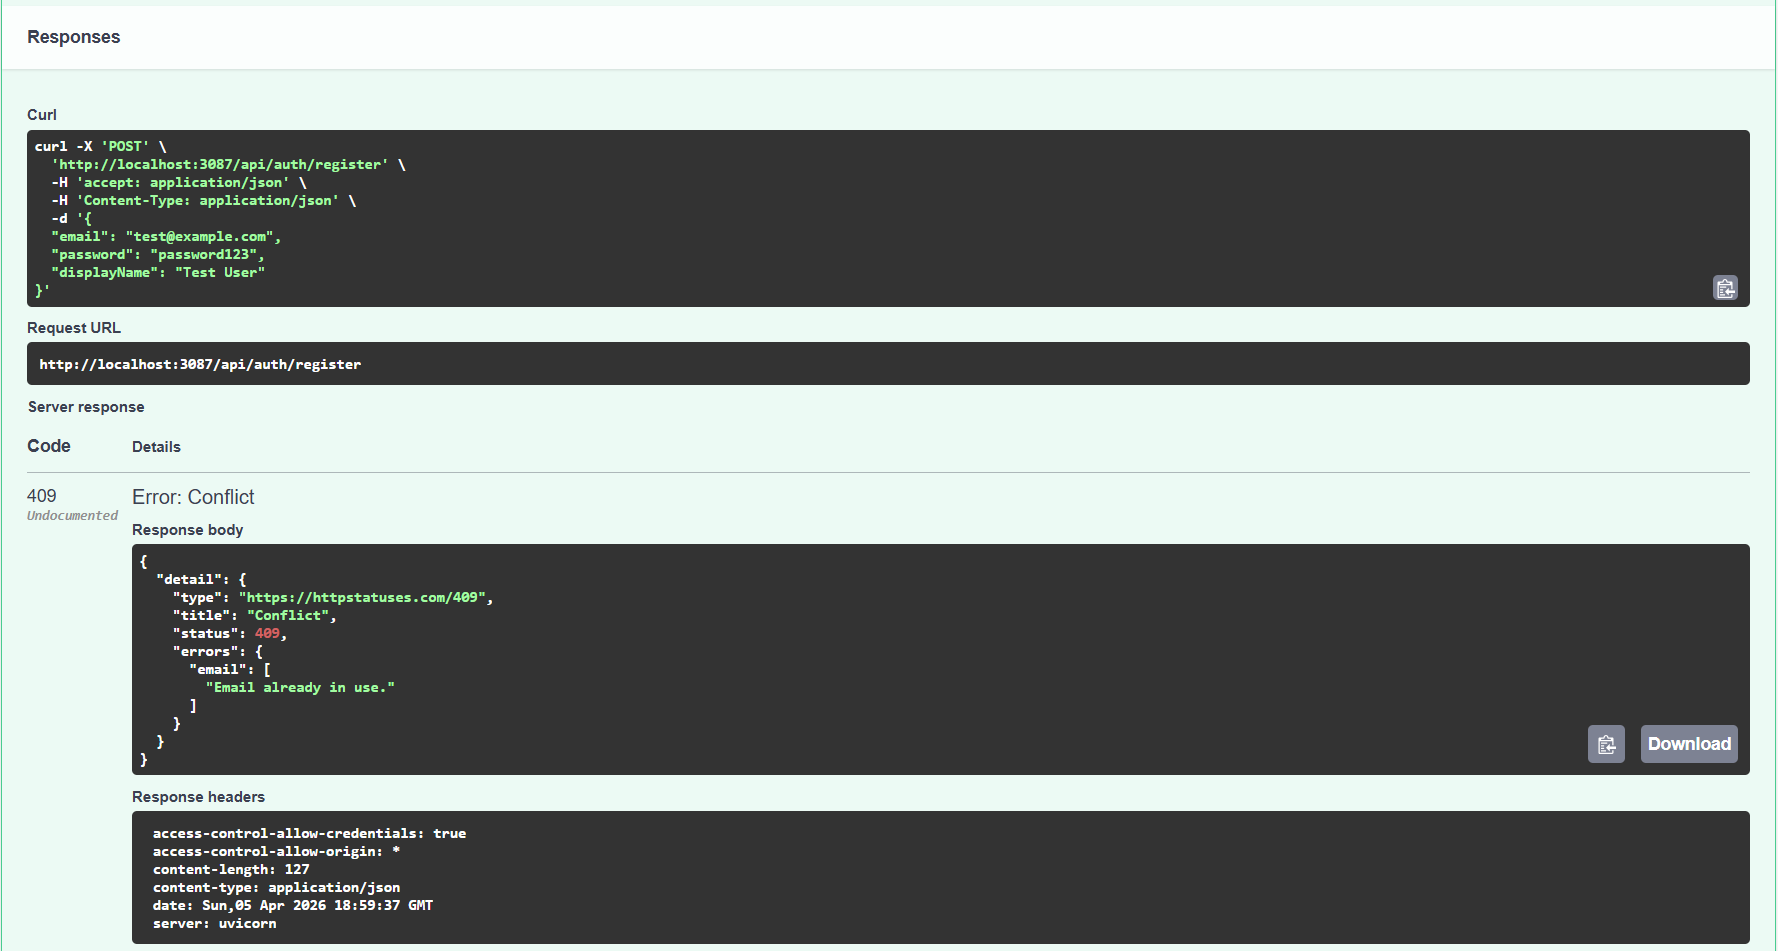 Responses
Curl
curl -X 'POST' \
  'http://localhost:3087/api/auth/register' \
  -H 'accept: application/json' \
  -H 'Content-Type: application/json' \
  -d '{
  "email": "test@example.com",
  "password": "password123",
  "displayName": "Test User"
}'
Request URL
http://localhost:3087/api/auth/register
Server response
Code Details
409 Error: Conflict
Undocumented
Response body
{
  "detail": {
    "type": "https://httpstatuses.com/409",
    "title": "Conflict",
    "status": 409,
    "errors": {
      "email": [
        "Email already in use."
      ]
    }
  }
}
Download
Response headers
access-control-allow-credentials: true
access-control-allow-origin: *
content-length: 127
content-type: application/json
date: Sun,05 Apr 2026 18:59:37 GMT
server: uvicorn